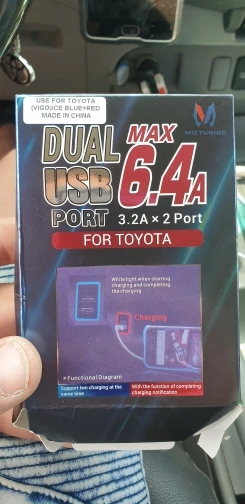 USE FOR TOYOTA
(VIGO)ICE BLUE+RED
MADE IN CHINA
MICTUNING
DUAL
USB
PORT
MAX
6.4A
3.2A × 2 Port
FOR TOYOTA
White light when starting
charging and completing
the charging
Charging
※Functional Diagram
Support two charging at the
same time
With the function of completing
charging notification